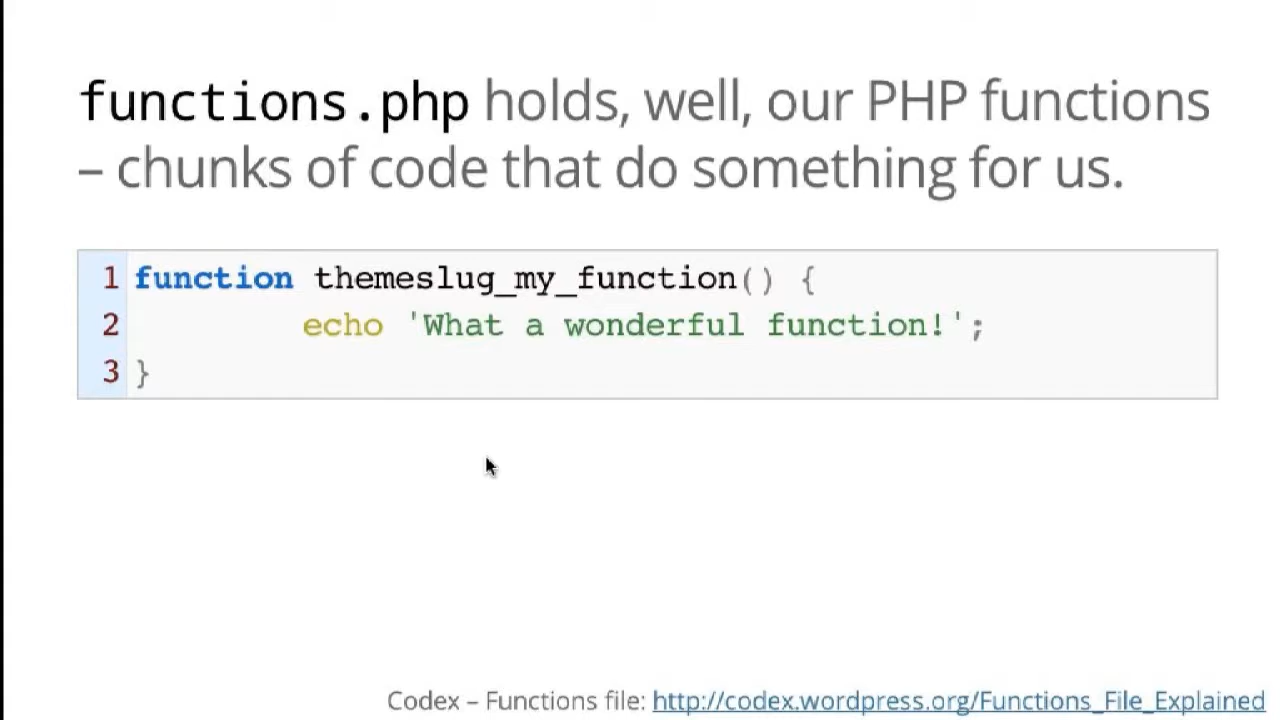 functions.php holds, well, our PHP functions
– chunks of code that do something for us.
1 function themeslug_my_function() {
2 echo 'What a wonderful function!';
3 }
Codex – Functions file: http://codex.wordpress.org/Functions_File_Explained